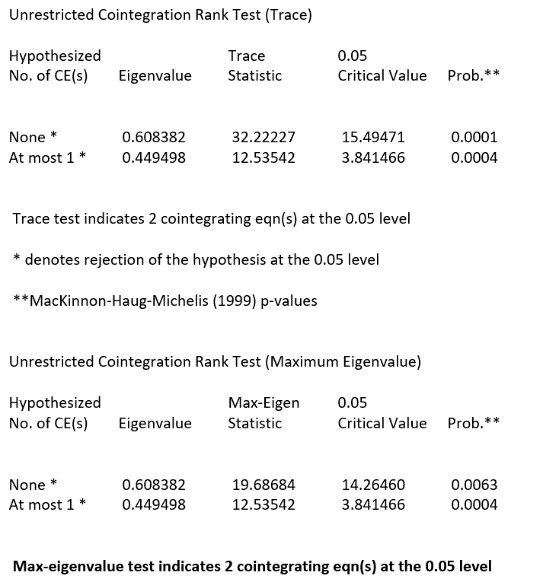 Unrestricted Cointegration Rank Test (Trace)
Hypothesized Trace 0.05
No. of CE(s) Eigenvalue Statistic Critical Value Prob.**
None * 0.608382 32.22227 15.49471 0.0001
At most 1 * 0.449498 12.53542 3.841466 0.0004
Trace test indicates 2 cointegrating eqn(s) at the 0.05 level
* denotes rejection of the hypothesis at the 0.05 level
**MacKinnon-Haug-Michelis (1999) p-values
Unrestricted Cointegration Rank Test (Maximum Eigenvalue)
Hypothesized Max-Eigen 0.05
No. of CE(s) Eigenvalue Statistic Critical Value Prob.**
None * 0.608382 19.68684 14.26460 0.0063
At most 1 * 0.449498 12.53542 3.841466 0.0004
Max-eigenvalue test indicates 2 cointegrating eqn(s) at the 0.05 level